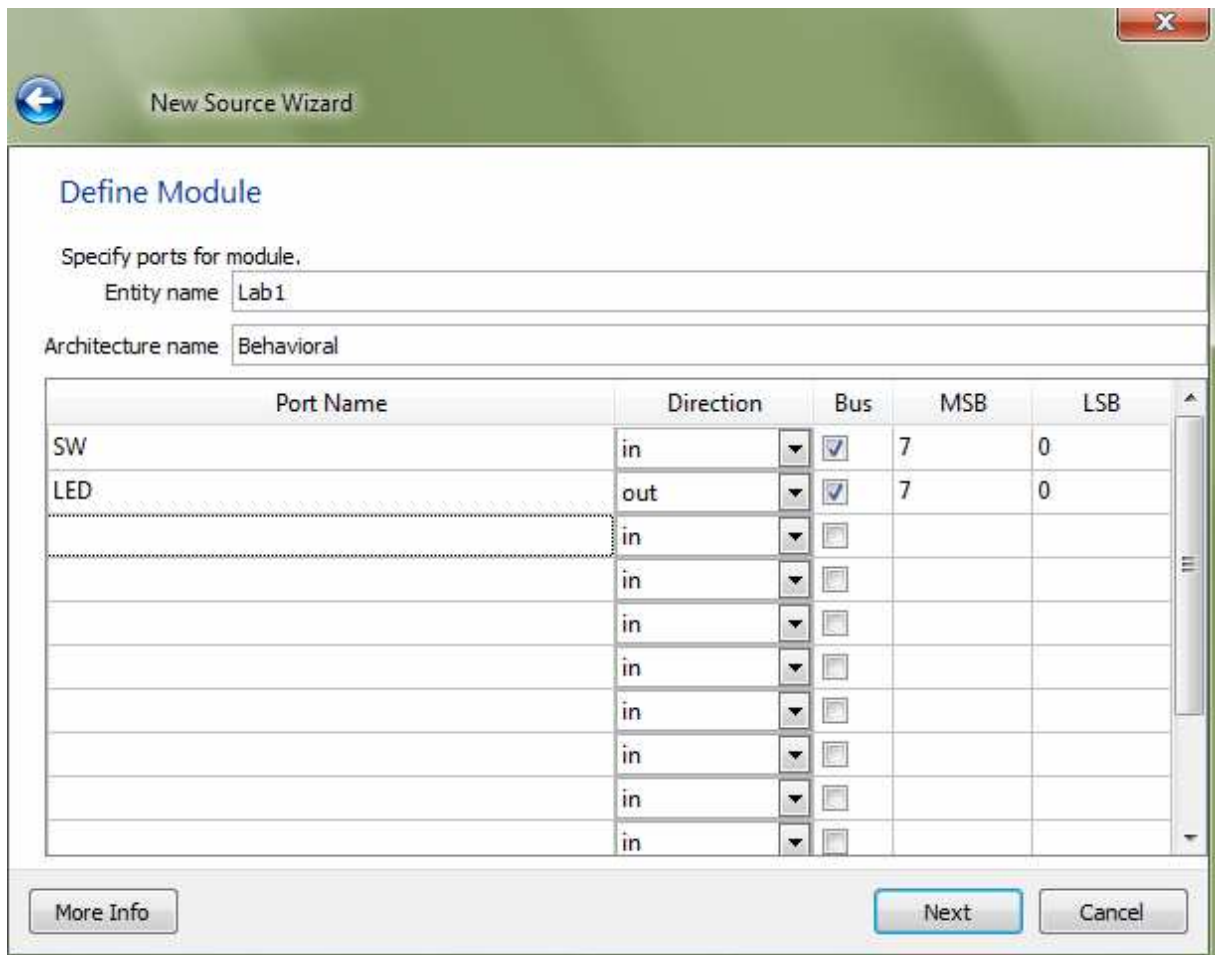 New Source Wizard
Define Module
Specify ports for module.
Entity name Lab1
Architecture name Behavioral
Port Name Direction Bus MSB LSB
SW in 7 0
LED out 7 0
in
in
in
in
in
in
in
in
More Info Next Cancel